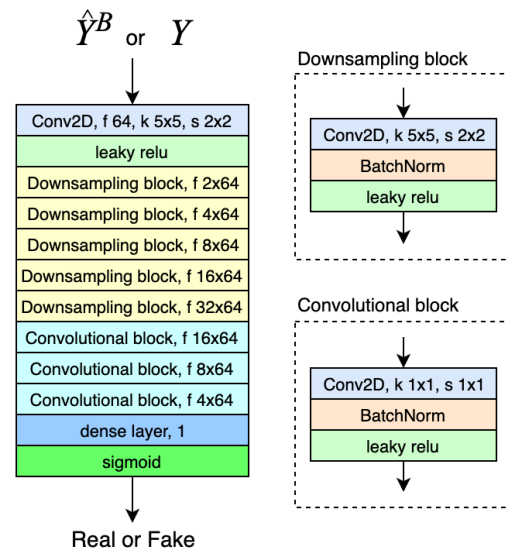 Ŷᴮ or Y
Conv2D, f 64, k 5x5, s 2x2
leaky relu
Downsampling block, f 2x64
Downsampling block, f 4x64
Downsampling block, f 8x64
Downsampling block, f 16x64
Downsampling block, f 32x64
Convolutional block, f 16x64
Convolutional block, f 8x64
Convolutional block, f 4x64
dense layer, 1
sigmoid
Real or Fake
Downsampling block
Conv2D, k 5x5, s 2x2
BatchNorm
leaky relu
Convolutional block
Conv2D, k 1x1, s 1x1
BatchNorm
leaky relu